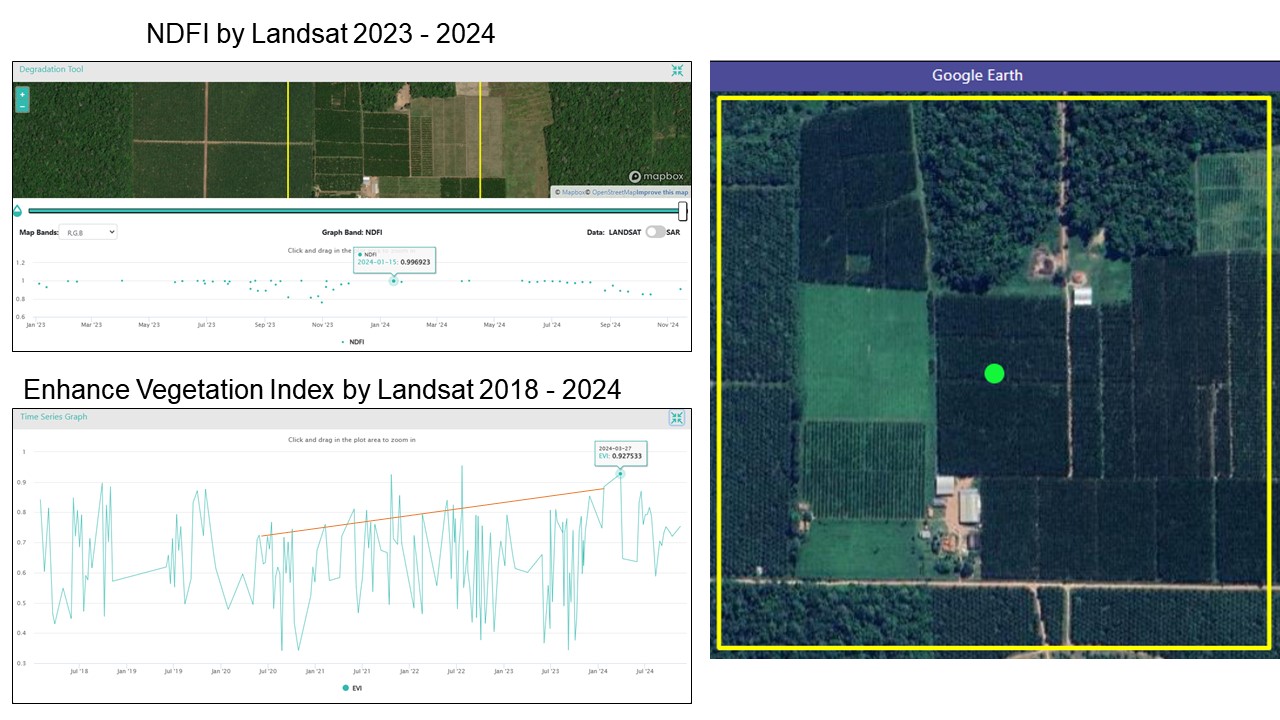 NDFI by Landsat 2023 - 2024
Degradation Tool
+
−
mapbox
© Mapbox© OpenStreetMapImprove this map
Map Bands: R,G,B
Graph Band: NDFI
Data: LANDSAT SAR
Click and drag in the
NDFI
2024-01-15: 0.996923
1.2
1
0.8
0.6
Jan '23 Mar '23 May '23 Jul '23 Sep '23 Nov '23 Jan '24 Mar '24 May '24 Jul '24 Sep '24 Nov '24
NDFI
Enhance Vegetation Index by Landsat 2018 - 2024
Time Series Graph
Click and drag in the plot area to zoom in
2024-03-27
EVI: 0.927533
1
0.9
0.8
0.7
0.6
0.5
0.4
0.3
Jul '18 Jan '19 Jul '19 Jan '20 Jul '20 Jan '21 Jul '21 Jan '22 Jul '22 Jan '23 Jul '23 Jan '24 Jul '24
EVI
Google Earth